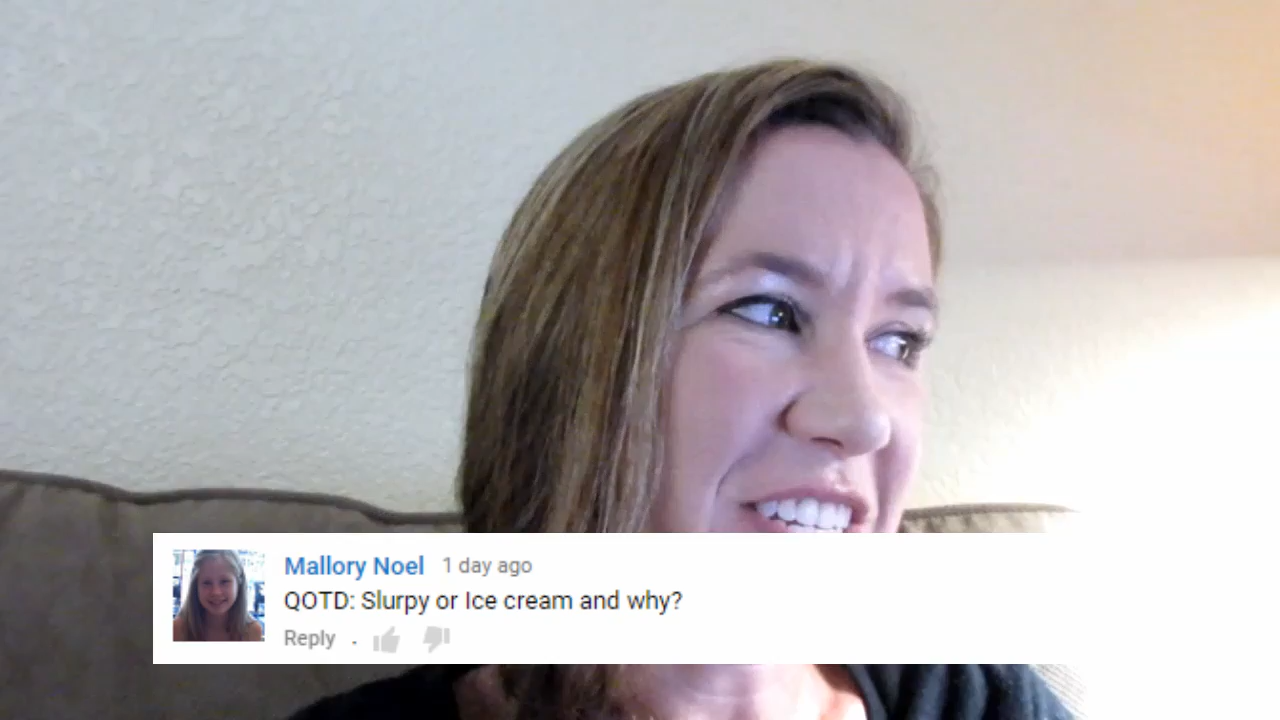 Mallory Noel 1 day ago
QOTD: Slurpy or Ice cream and why?
Reply .